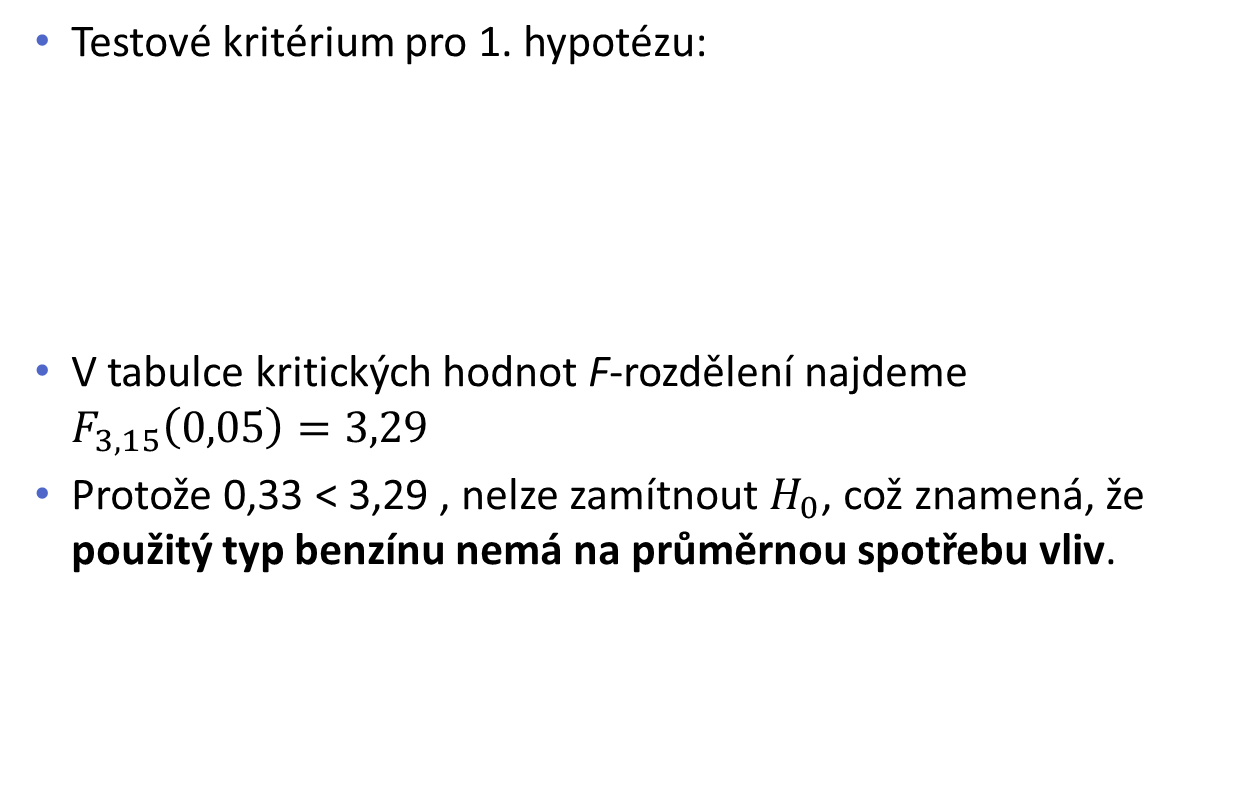 • Testové kritérium pro 1. hypotézu:
• V tabulce kritických hodnot F-rozdělení najdeme
F₃,₁₅(0,05) = 3,29
• Protože 0,33 < 3,29 , nelze zamítnout H₀, což znamená, že
použitý typ benzínu nemá na průměrnou spotřebu vliv.